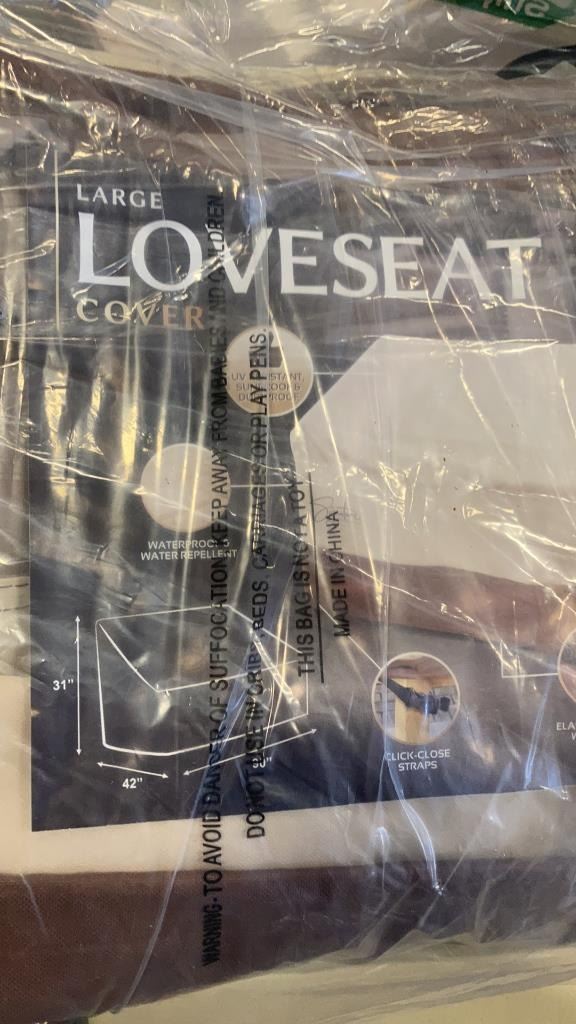 LARGE
LOVESEAT
COVER
SUNPROOF &
WATERPROOF &
WATER REPELLENT
31"
42"
CLICK-CLOSE
STRAPS
WARNING- TO AVOID DANGER OF SUFFOCATION, KEEP AWAY FROM BABIES AND CHILDREN
DO NOT USE IN CRIBS, BEDS, CARRIAGES OR PLAY PENS.
THIS BAG IS NOT A TOY
MADE IN CHINA